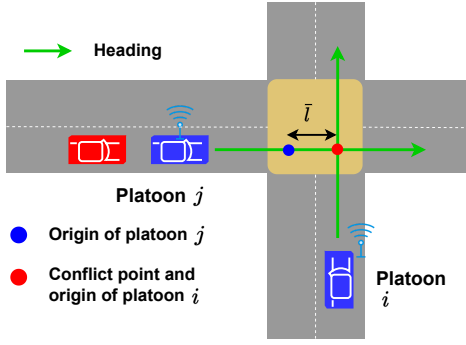 Heading
l̄
Platoon j
Origin of platoon j
Conflict point and
origin of platoon i
Platoon
i